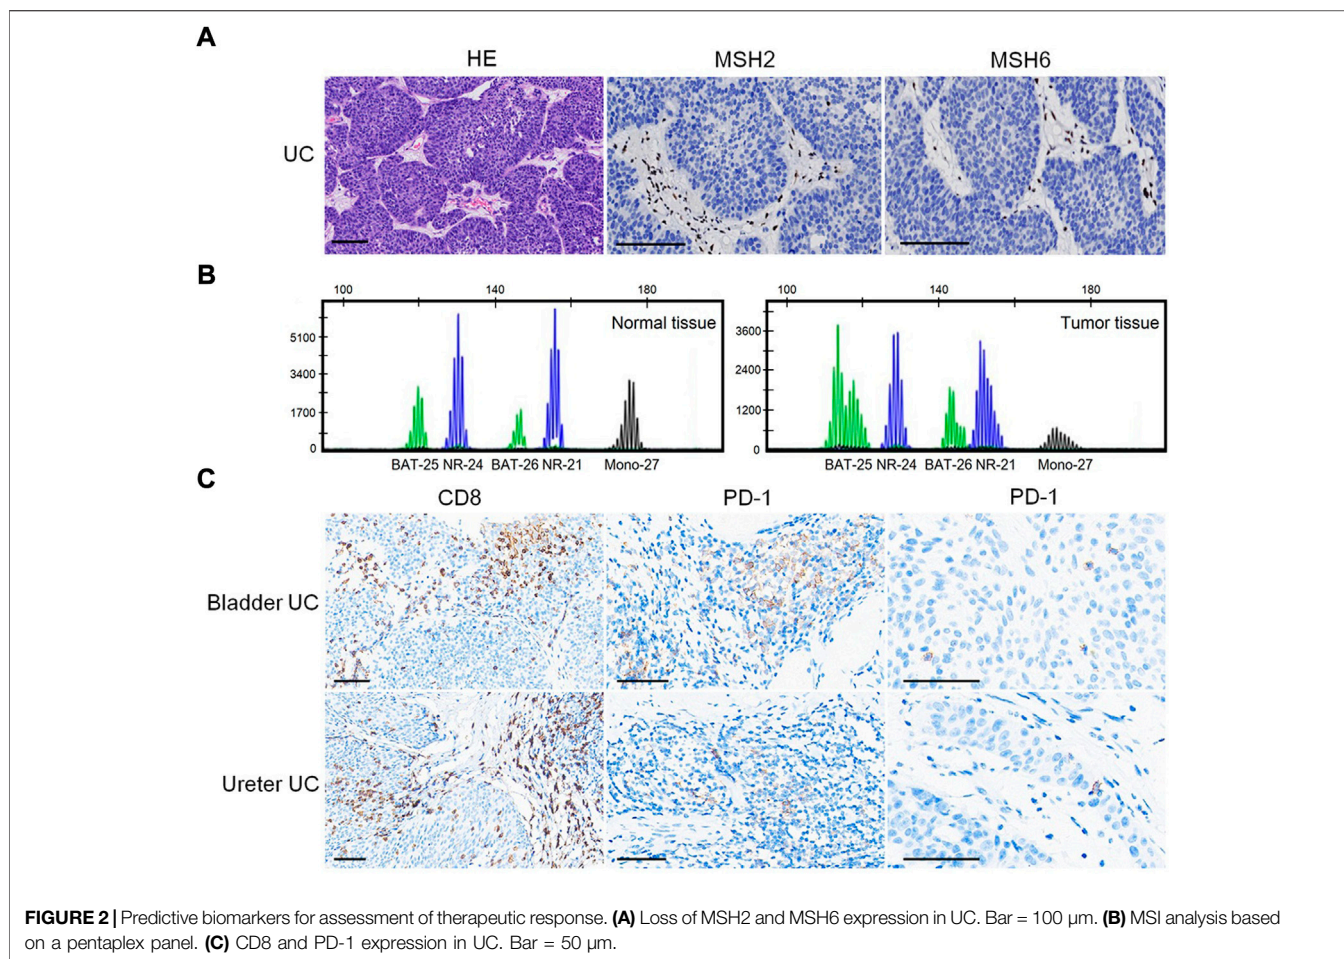 A
HE MSH2 MSH6
UC
B
100 140 180 100 140 180
Normal tissue Tumor tissue
5100
3400
1700
0
3600
2400
1200
0
BAT-25 NR-24 BAT-26 NR-21 Mono-27 BAT-25 NR-24 BAT-26 NR-21 Mono-27
C
CD8 PD-1 PD-1
Bladder UC
Ureter UC
FIGURE 2 | Predictive biomarkers for assessment of therapeutic response. (A) Loss of MSH2 and MSH6 expression in UC. Bar = 100 µm. (B) MSI analysis based
on a pentaplex panel. (C) CD8 and PD-1 expression in UC. Bar = 50 µm.